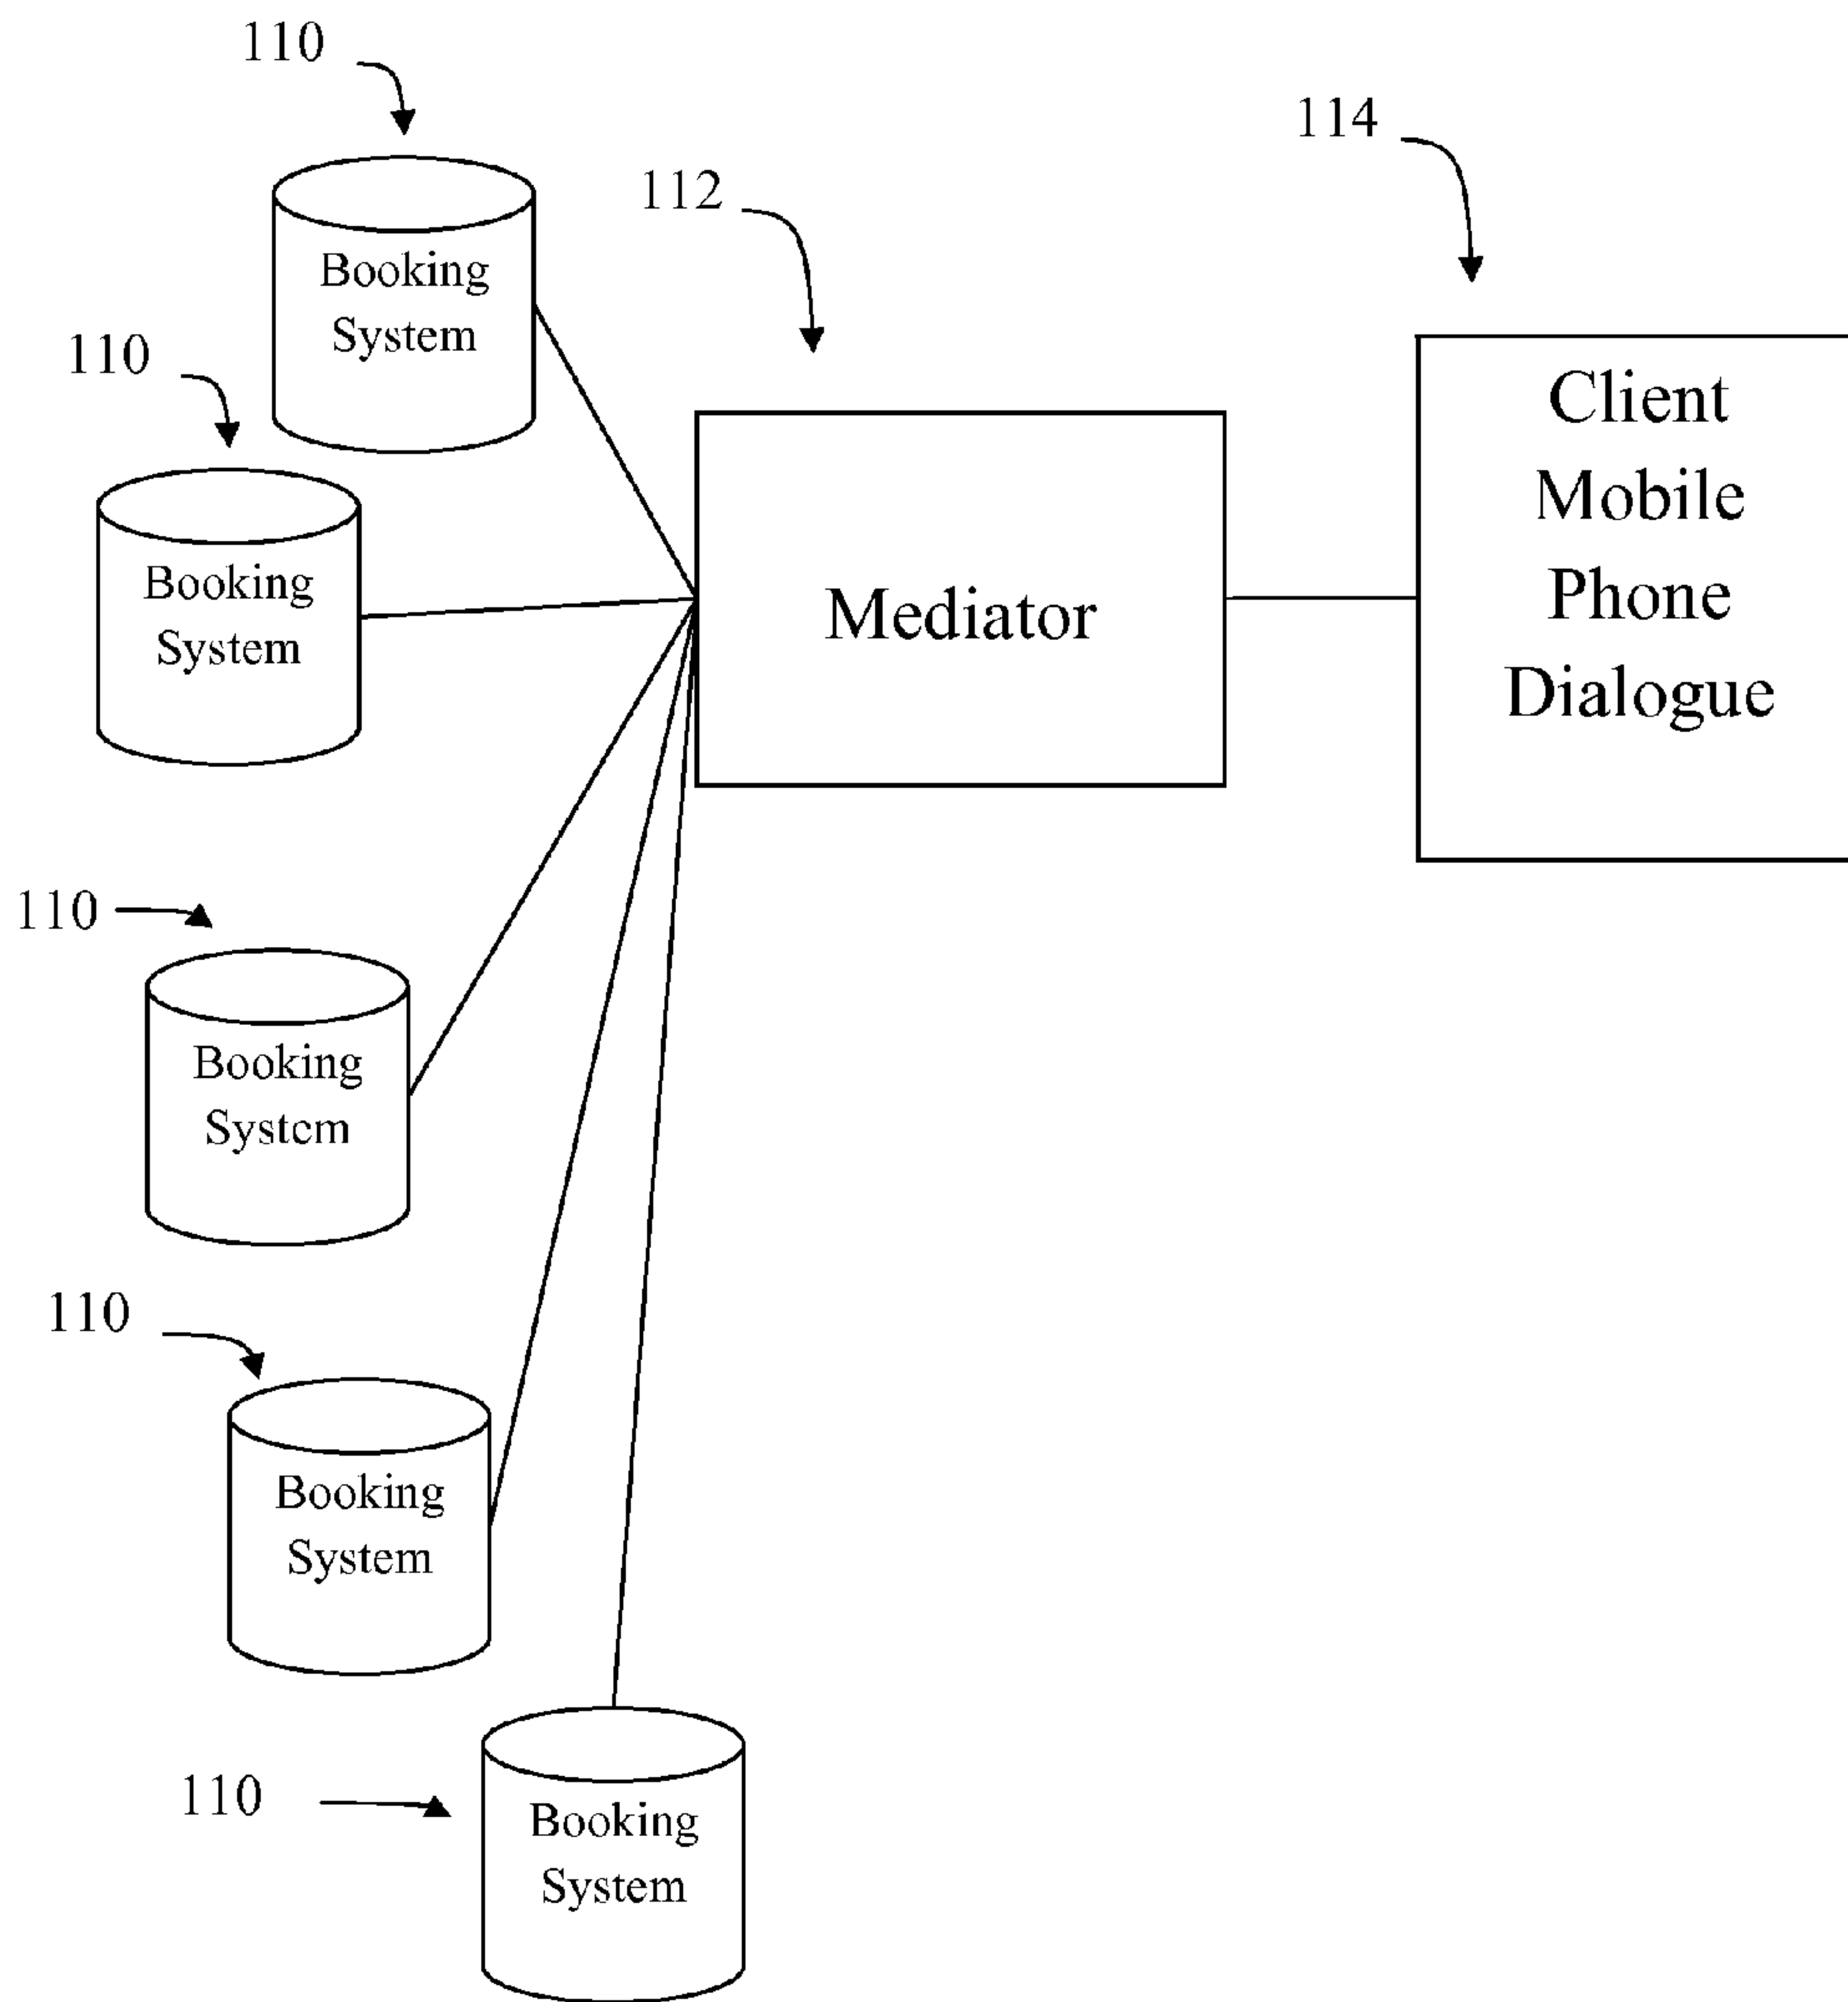 110
114
112
Booking
System
110
Client
Mobile
Phone
Dialogue
Booking
System
Mediator
110
Booking
System
110
Booking
System
110
Booking
System